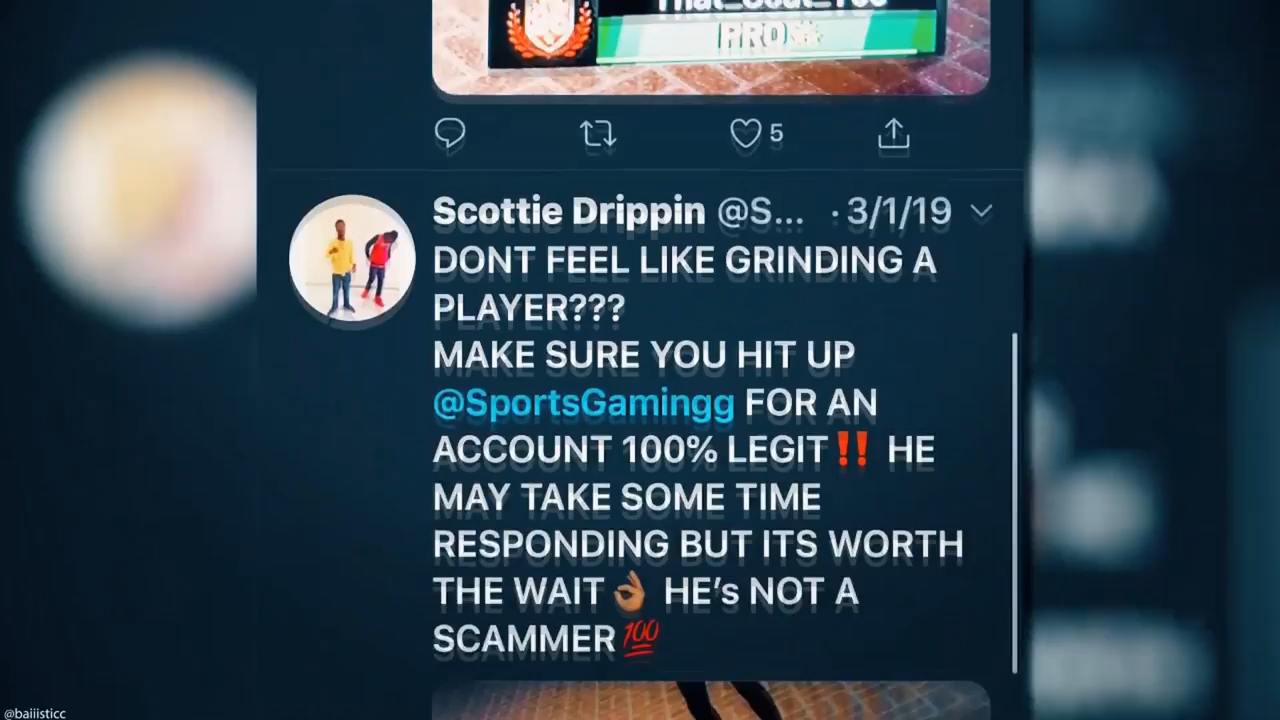 PRO
5
Scottie Drippin @S... · 3/1/19
DONT FEEL LIKE GRINDING A
PLAYER???
MAKE SURE YOU HIT UP
@SportsGamingg FOR AN
ACCOUNT 100% LEGIT‼️ HE
MAY TAKE SOME TIME
RESPONDING BUT ITS WORTH
THE WAIT👌🏽 HE’s NOT A
SCAMMER💯
@baiiisticc